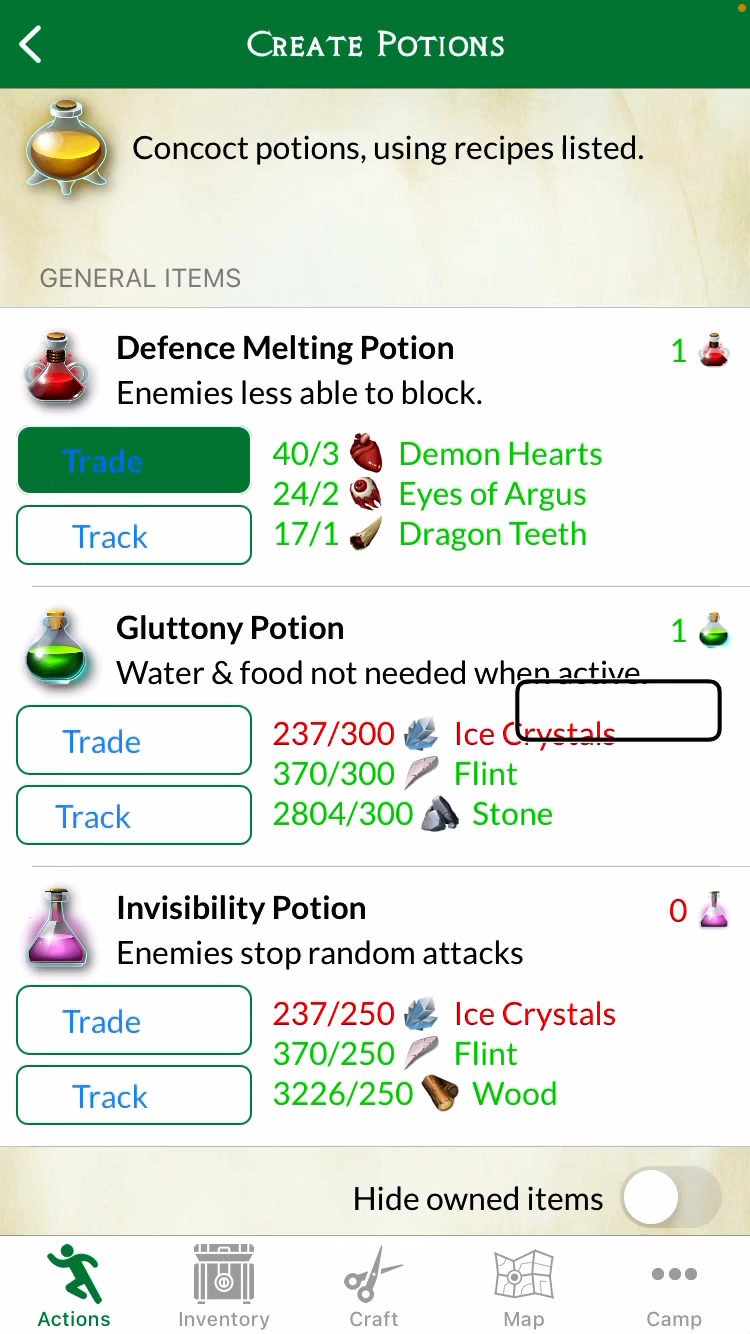 Create Potions
Concoct potions, using recipes listed.
GENERAL ITEMS
Defence Melting Potion
1
Enemies less able to block.
Trade
40/3 Demon Hearts
24/2 Eyes of Argus
Track
17/1 Dragon Teeth
Gluttony Potion
1
Water & food not needed when active.
Trade
237/300 Ice Crystals
370/300 Flint
Track
2804/300 Stone
Invisibility Potion
0
Enemies stop random attacks
Trade
237/250 Ice Crystals
370/250 Flint
Track
3226/250 Wood
Hide owned items
Actions
Inventory
Craft
Map
Camp